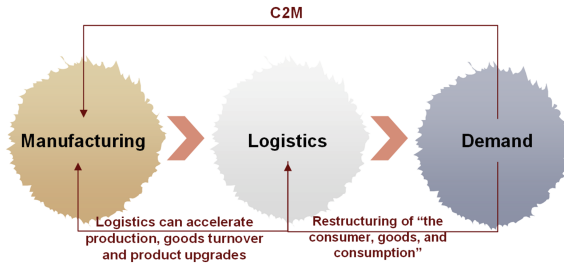 C2M
Manufacturing
Logistics
Demand
Logistics can accelerate
production, goods turnover
and product upgrades
Restructuring of “the
consumer, goods, and
consumption”